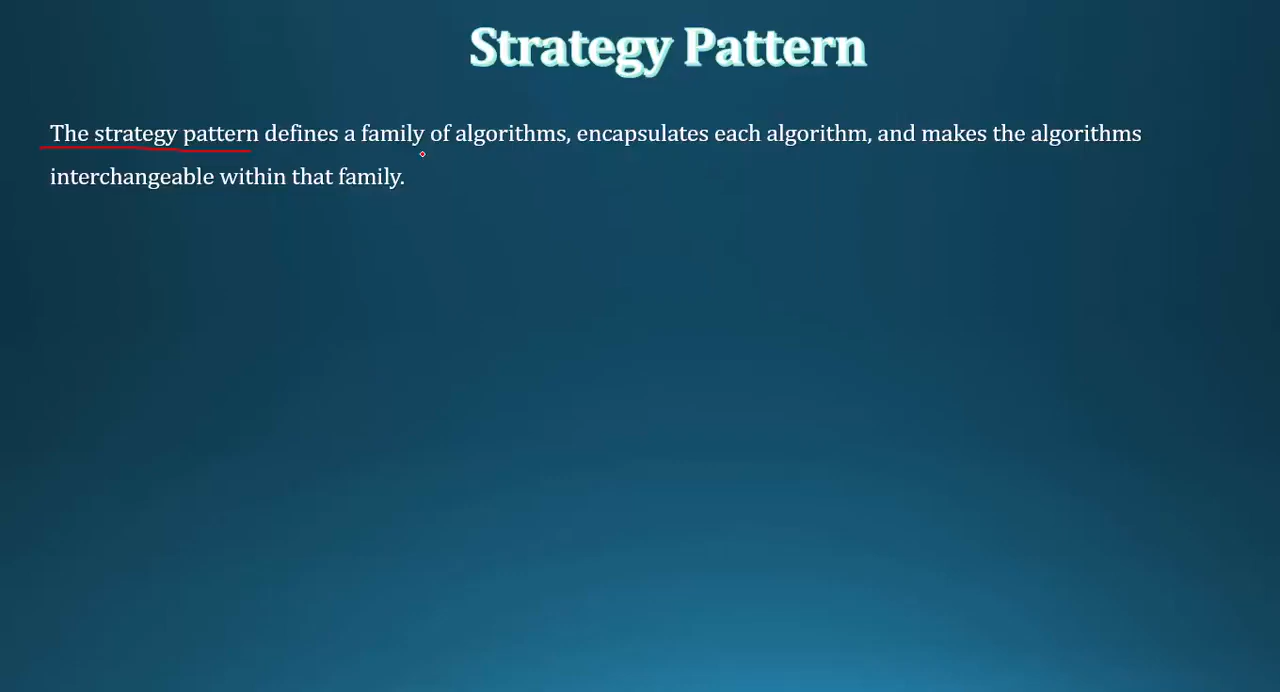 Strategy Pattern
The strategy pattern defines a family of algorithms, encapsulates each algorithm, and makes the algorithms
interchangeable within that family.